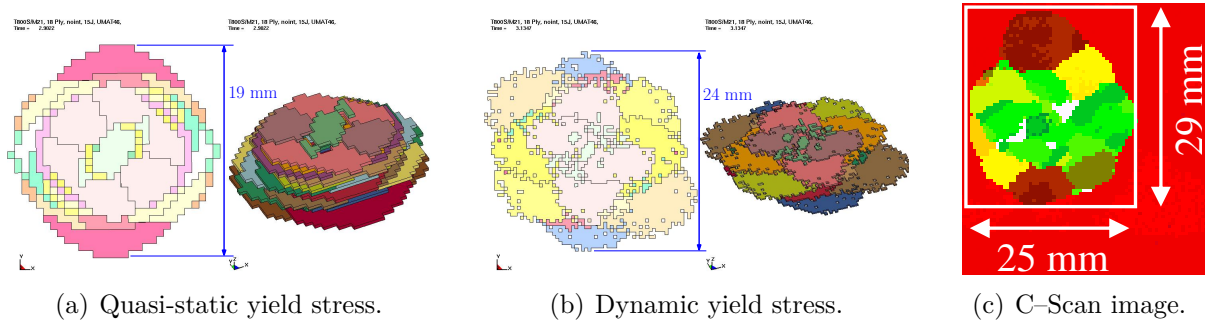 T800S/M21, 18 Ply, noint, 15J, UMAT46,
Time = 2.9022
T800S/M21, 18 Ply, noint, 15J, UMAT46,
Time = 2.9022
19 mm
Y
X
Y
Z
X
(a) Quasi-static yield stress.
T800S/M21, 18 Ply, noint, 15J, UMAT46,
Time = 3.1347
T800S/M21, 18 Ply, noint, 15J, UMAT46,
Time = 3.1347
24 mm
Y
X
Y
Z
X
(b) Dynamic yield stress.
29 mm
25 mm
(c) C–Scan image.